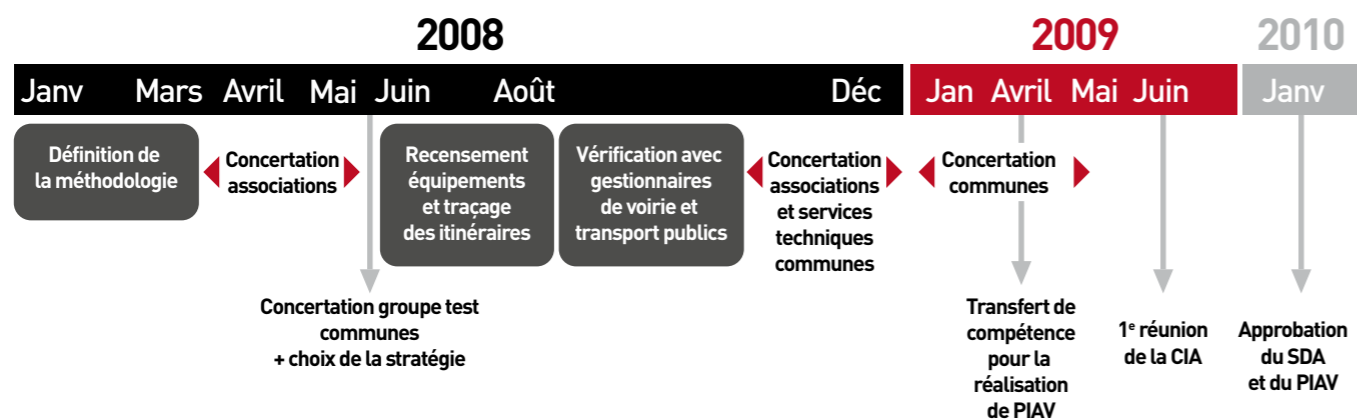 2008
2009
2010
Janv Mars Avril Mai Juin Août Déc
Jan Avril Mai Juin
Janv
Définition de
la méthodologie
Concertation
associations
Recensement
équipements
et traçage
des itinéraires
Vérification avec
gestionnaires
de voirie et
transport publics
Concertation
associations
et services
techniques
communes
Concertation
communes
Concertation groupe test
communes
+ choix de la stratégie
Transfert de
compétence
pour la
réalisation
de PIAV
1e réunion
de la CIA
Approbation
du SDA
et du PIAV